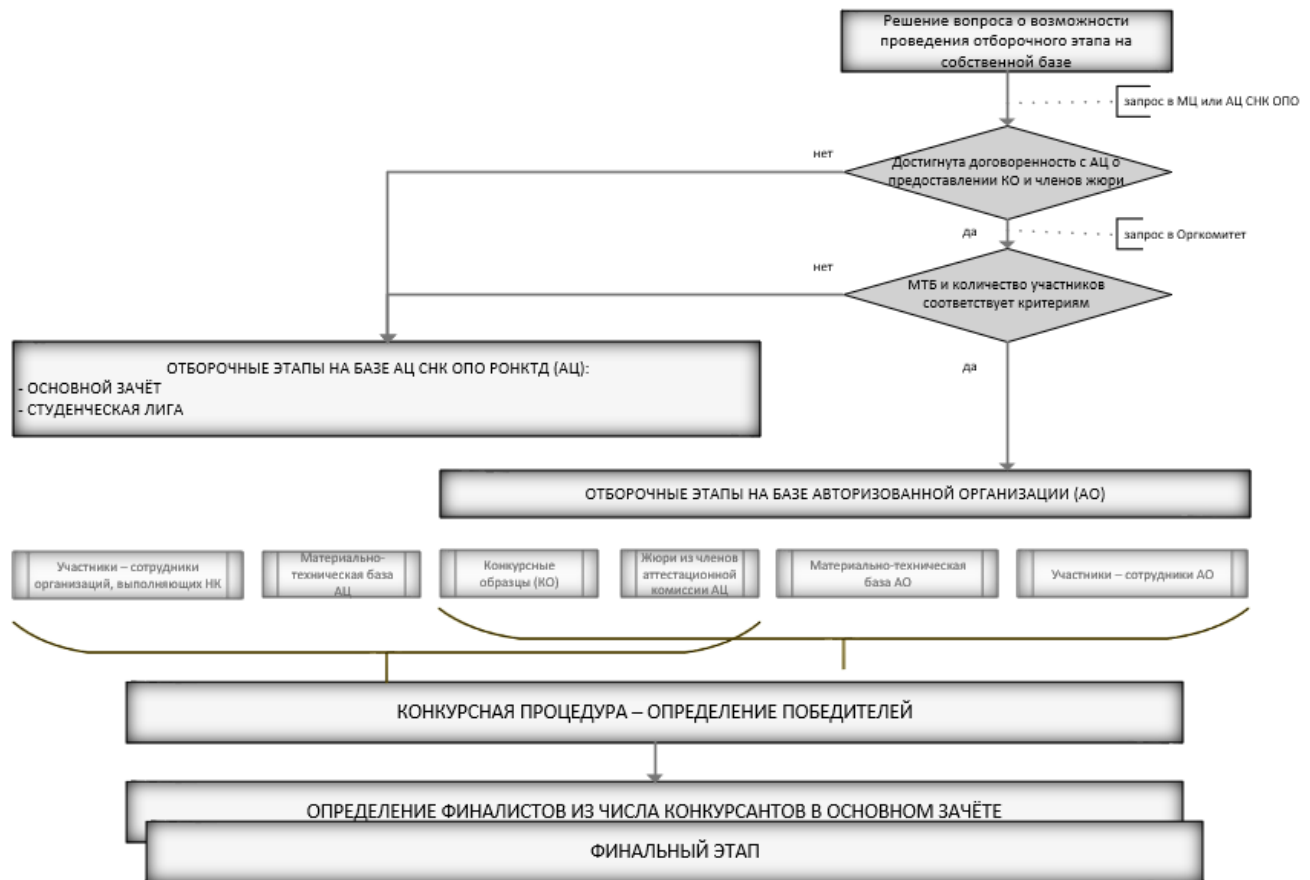 Решение вопроса о возможности
проведения отборочного этапа на
собственной базе
запрос в МЦ или АЦ СНК ОПО
нет
Достигнута договоренность с АЦ о
предоставлении КО и членов жюри
да
запрос в Оргкомитет
нет
МТБ и количество участников
соответствует критериям
да
ОТБОРОЧНЫЕ ЭТАПЫ НА БАЗЕ АЦ СНК ОПО РОНКТД (АЦ):
- ОСНОВНОЙ ЗАЧЁТ
- СТУДЕНЧЕСКАЯ ЛИГА
ОТБОРОЧНЫЕ ЭТАПЫ НА БАЗЕ АВТОРИЗОВАННОЙ ОРГАНИЗАЦИИ (АО)
Участники – сотрудники
организаций, выполняющих НК
Материально-
техническая база
АЦ
Конкурсные
образцы (КО)
Жюри из членов
аттестационной
комиссии АЦ
Материально-техническая
база АО
Участники – сотрудники АО
КОНКУРСНАЯ ПРОЦЕДУРА – ОПРЕДЕЛЕНИЕ ПОБЕДИТЕЛЕЙ
ОПРЕДЕЛЕНИЕ ФИНАЛИСТОВ ИЗ ЧИСЛА КОНКУРСАНТОВ В ОСНОВНОМ ЗАЧЁТЕ
ФИНАЛЬНЫЙ ЭТАП